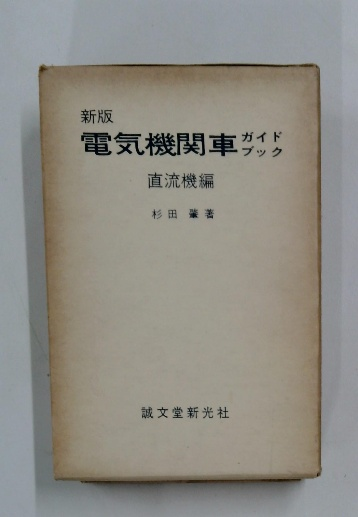 新版
電気機関車ガイドブック
直流機編
杉田 肇著
誠文堂新光社